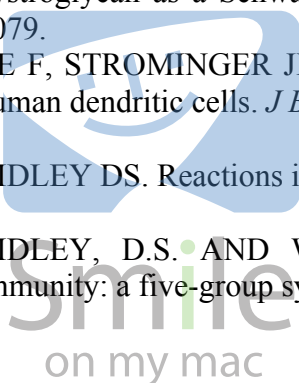 079.
E F, STROMINGER J
uman dendritic cells. J E
IDLEY DS. Reactions i
IDLEY, D.S. AND W
mmunity: a five-group sy
Smile
on my mac